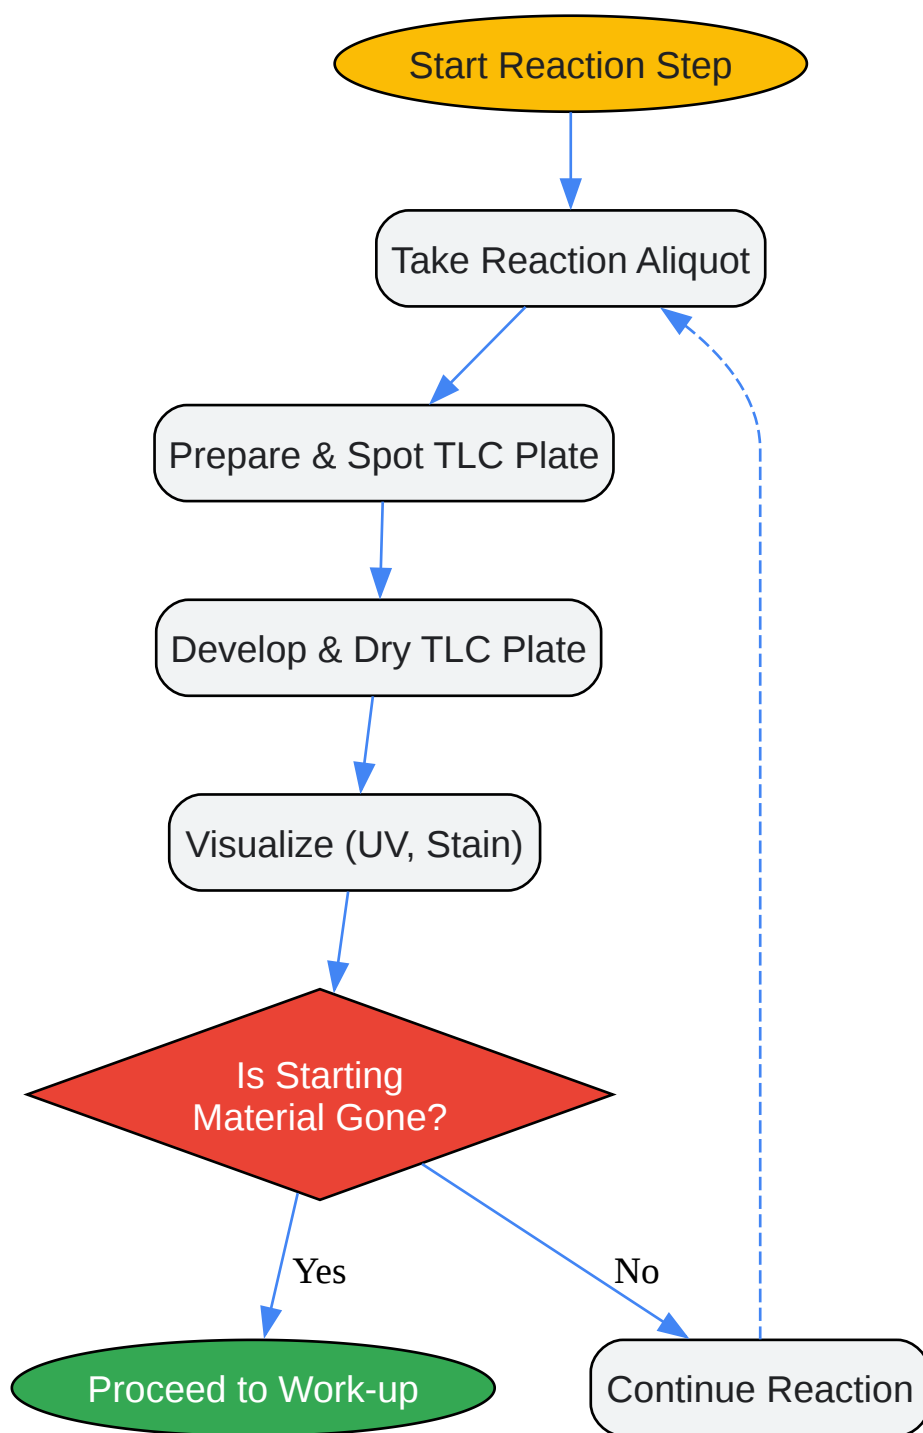 Start Reaction Step
Take Reaction Aliquot
Prepare & Spot TLC Plate
Develop & Dry TLC Plate
Visualize (UV, Stain)
Is Starting
Material Gone?
Yes
No
Proceed to Work-up
Continue Reaction